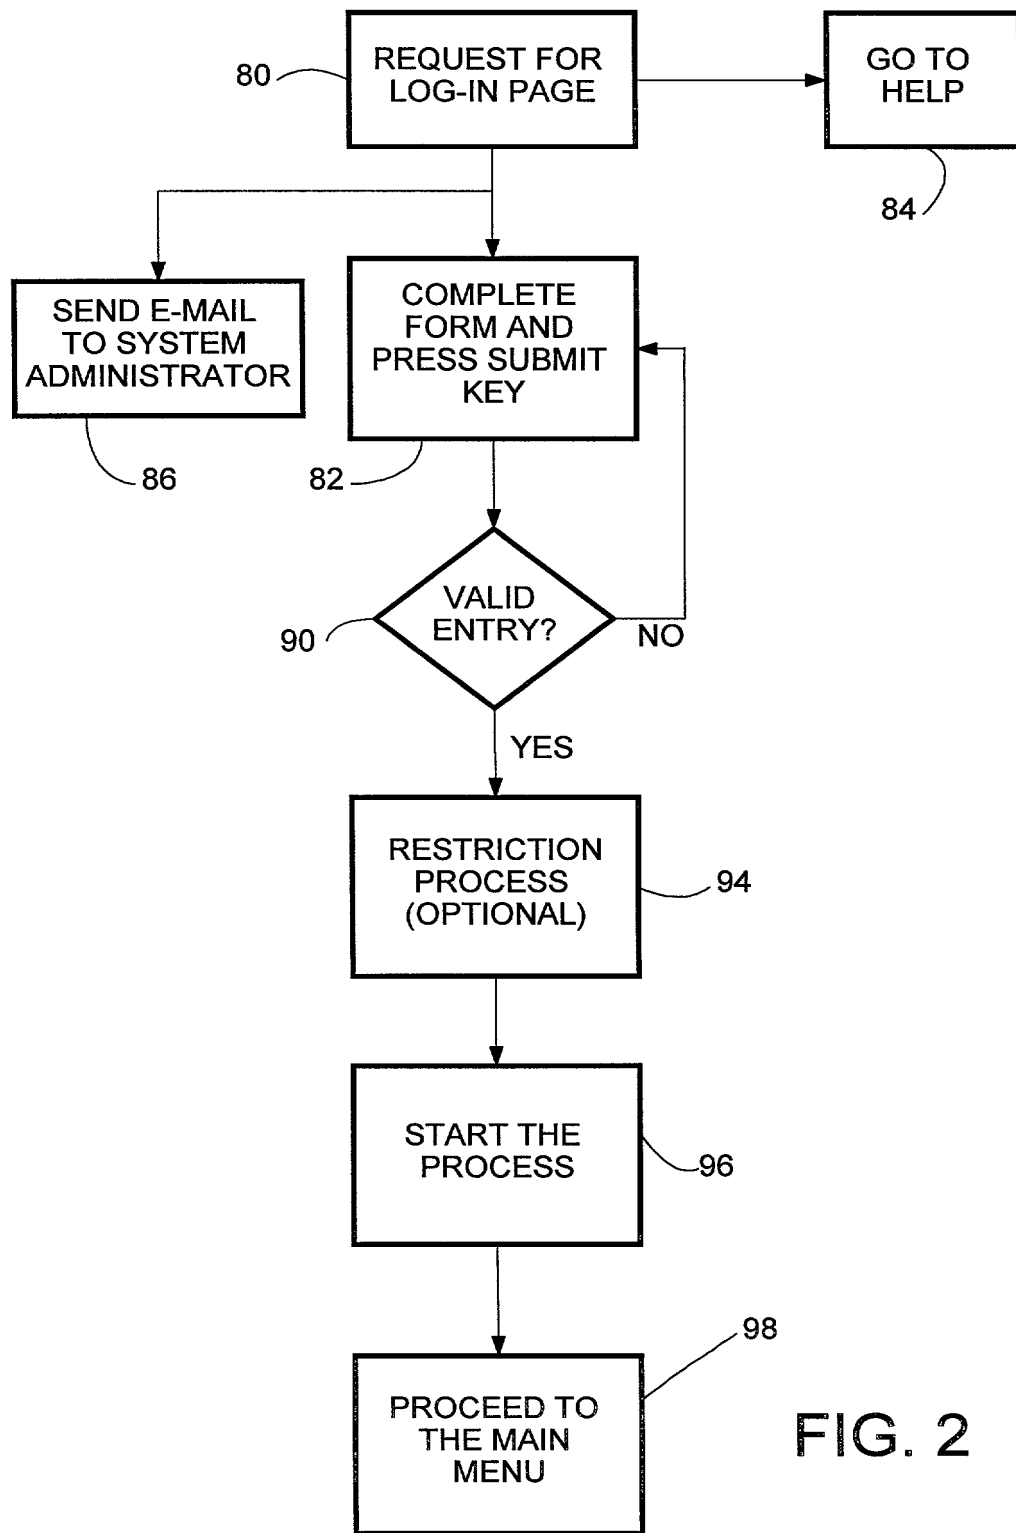 80
REQUEST FOR
LOG-IN PAGE
GO TO
HELP
84
SEND E-MAIL
TO SYSTEM
ADMINISTRATOR
86
COMPLETE
FORM AND
PRESS SUBMIT
KEY
82
VALID
ENTRY?
90
NO
YES
RESTRICTION
PROCESS
(OPTIONAL)
94
START THE
PROCESS
96
98
PROCEED TO
THE MAIN
MENU
FIG. 2